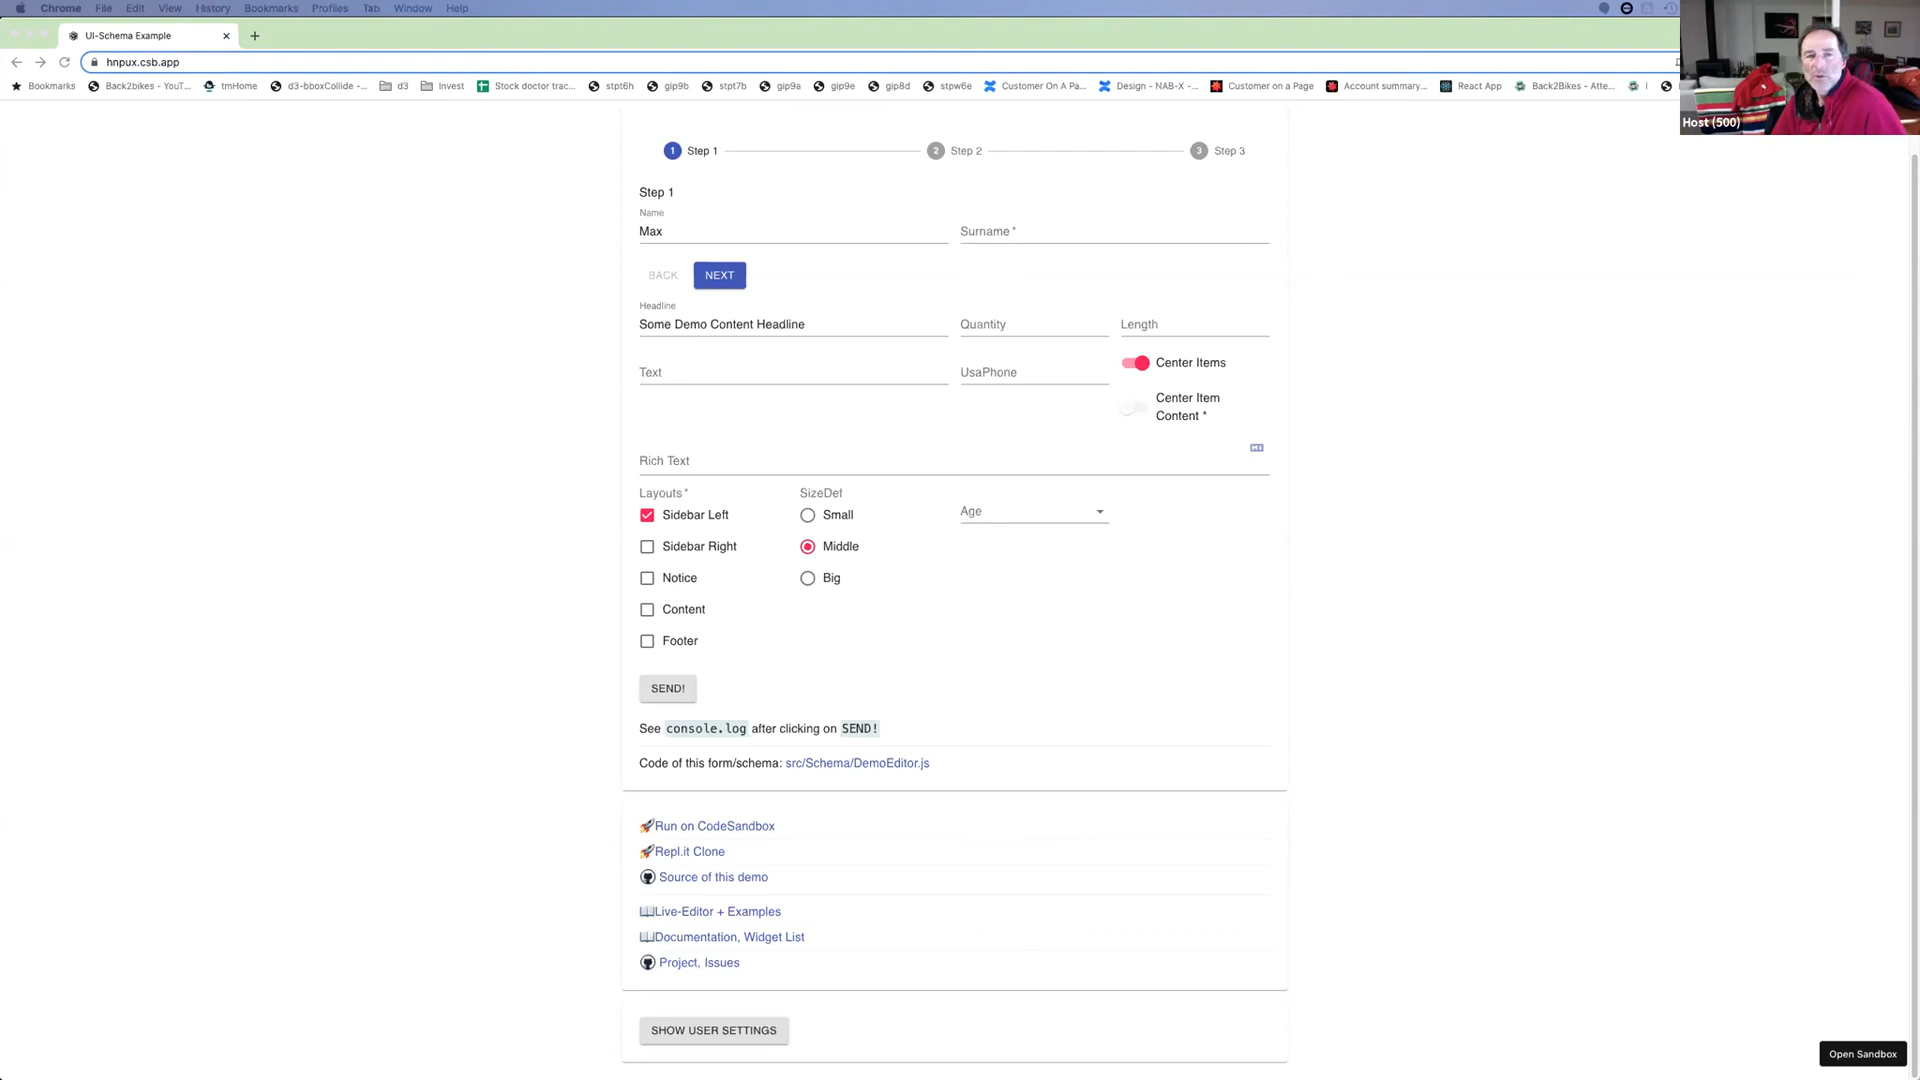 Chrome File Edit View History Bookmarks Profiles Tab Window Help
UI-Schema Example
hnpux.csb.app
Bookmarks Back2bikes - YouT... tmHome d3-bboxCollide -... d3 Invest Stock doctor trac... stpt6h gip9b stpt7b gip9a gip9e gip8d stpw6e Customer On A Pa... Design - NAB-X -... Customer on a Page Account summary... React App Back2Bikes - Atte...
Host (500)
1 Step 1 2 Step 2 3 Step 3
Step 1
Name
Max Surname *
BACK NEXT
Headline
Some Demo Content Headline Quantity Length
Center Items
Text UsaPhone
Center Item
Content *
Rich Text
Layouts * SizeDef
Sidebar Left Small Age
Sidebar Right Middle
Notice Big
Content
Footer
SEND!
See console.log after clicking on SEND!
Code of this form/schema: src/Schema/DemoEditor.js
Run on CodeSandbox
Repl.it Clone
Source of this demo
Live-Editor + Examples
Documentation, Widget List
Project, Issues
SHOW USER SETTINGS
Open Sandbox